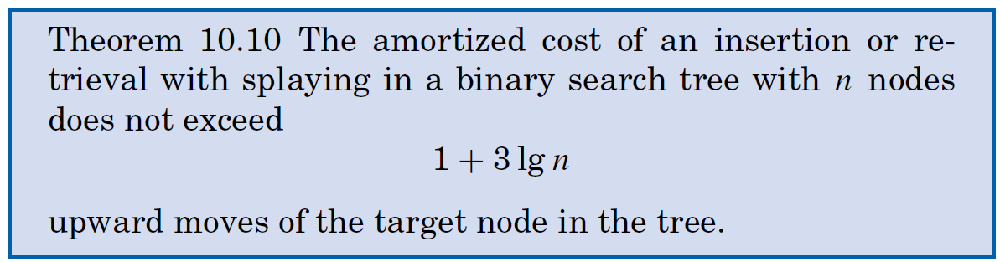 Theorem 10.10 The amortized cost of an insertion or re-
trieval with splaying in a binary search tree with n nodes
does not exceed
1 + 3 lg n
upward moves of the target node in the tree.